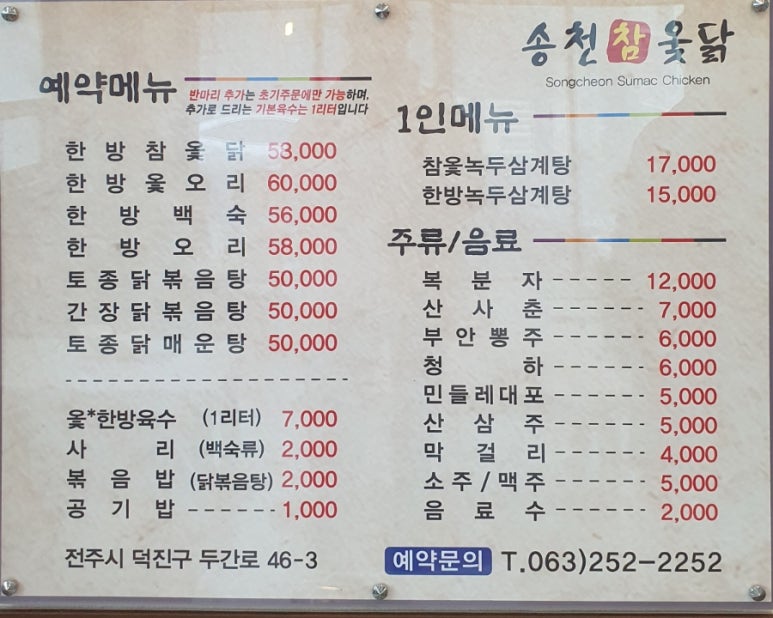 송천참옻닭
Songcheon Sumac Chicken
예약메뉴
반마리 추가는 초기주문에만 가능하며,
추가로 드리는 기본육수는 1리터입니다
한방참옻닭 58,000
한방옻오리 60,000
한방백숙 56,000
한방오리 58,000
토종닭볶음탕 50,000
간장닭볶음탕 50,000
토종닭매운탕 50,000
옻*한방육수 (1리터) 7,000
사리 (백숙류) 2,000
볶음밥 (닭볶음탕) 2,000
공기밥 ------ 1,000
전주시 덕진구 두간로 46-3
1인메뉴
참옻녹두삼계탕 17,000
한방녹두삼계탕 15,000
주류/음료
복분자 ----- 12,000
산사춘 ------ 7,000
부안뽕주 ------ 6,000
청하 ------ 6,000
민들레대포 ------ 5,000
산삼주 ------ 5,000
막걸리 ------ 4,000
소주/맥주 ------ 5,000
음료수 ------ 2,000
예약문의 T.063)252-2252